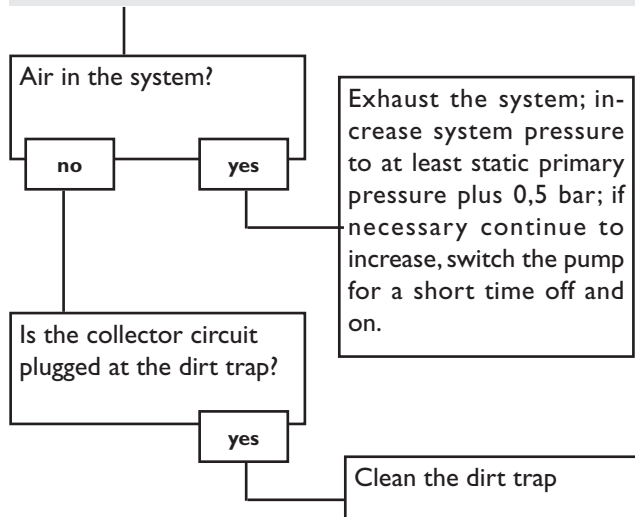 Air in the system?
no
yes
Exhaust the system; in-
crease system pressure
to at least static primary
pressure plus 0,5 bar; if
necessary continue to
increase, switch the pump
for a short time off and
on.
Is the collector circuit
plugged at the dirt trap?
yes
Clean the dirt trap